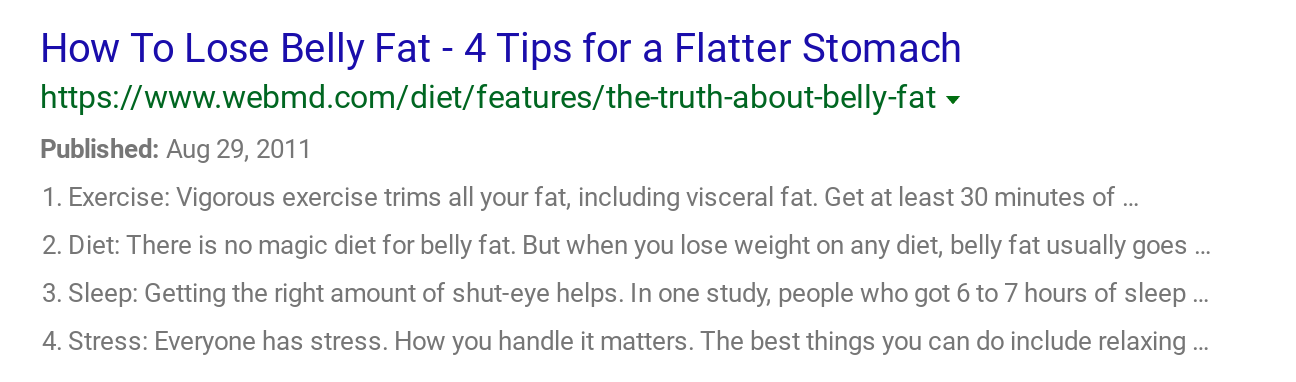 How To Lose Belly Fat - 4 Tips for a Flatter Stomach
https://www.webmd.com/diet/features/the-truth-about-belly-fat
Published: Aug 29, 2011
1. Exercise: Vigorous exercise trims all your fat, including visceral fat. Get at least 30 minutes of ...
2. Diet: There is no magic diet for belly fat. But when you lose weight on any diet, belly fat usually goes ...
3. Sleep: Getting the right amount of shut-eye helps. In one study, people who got 6 to 7 hours of sleep ...
4. Stress: Everyone has stress. How you handle it matters. The best things you can do include relaxing ...